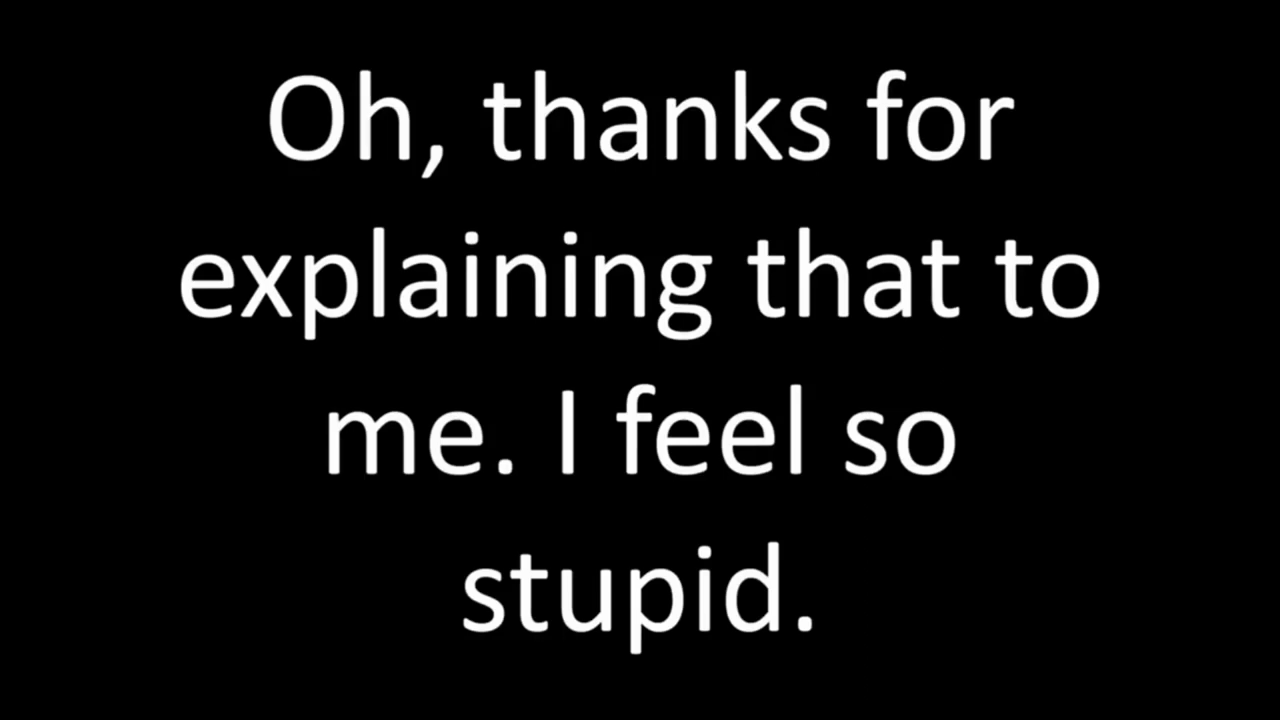 Oh, thanks for
explaining that to
me. I feel so
stupid.